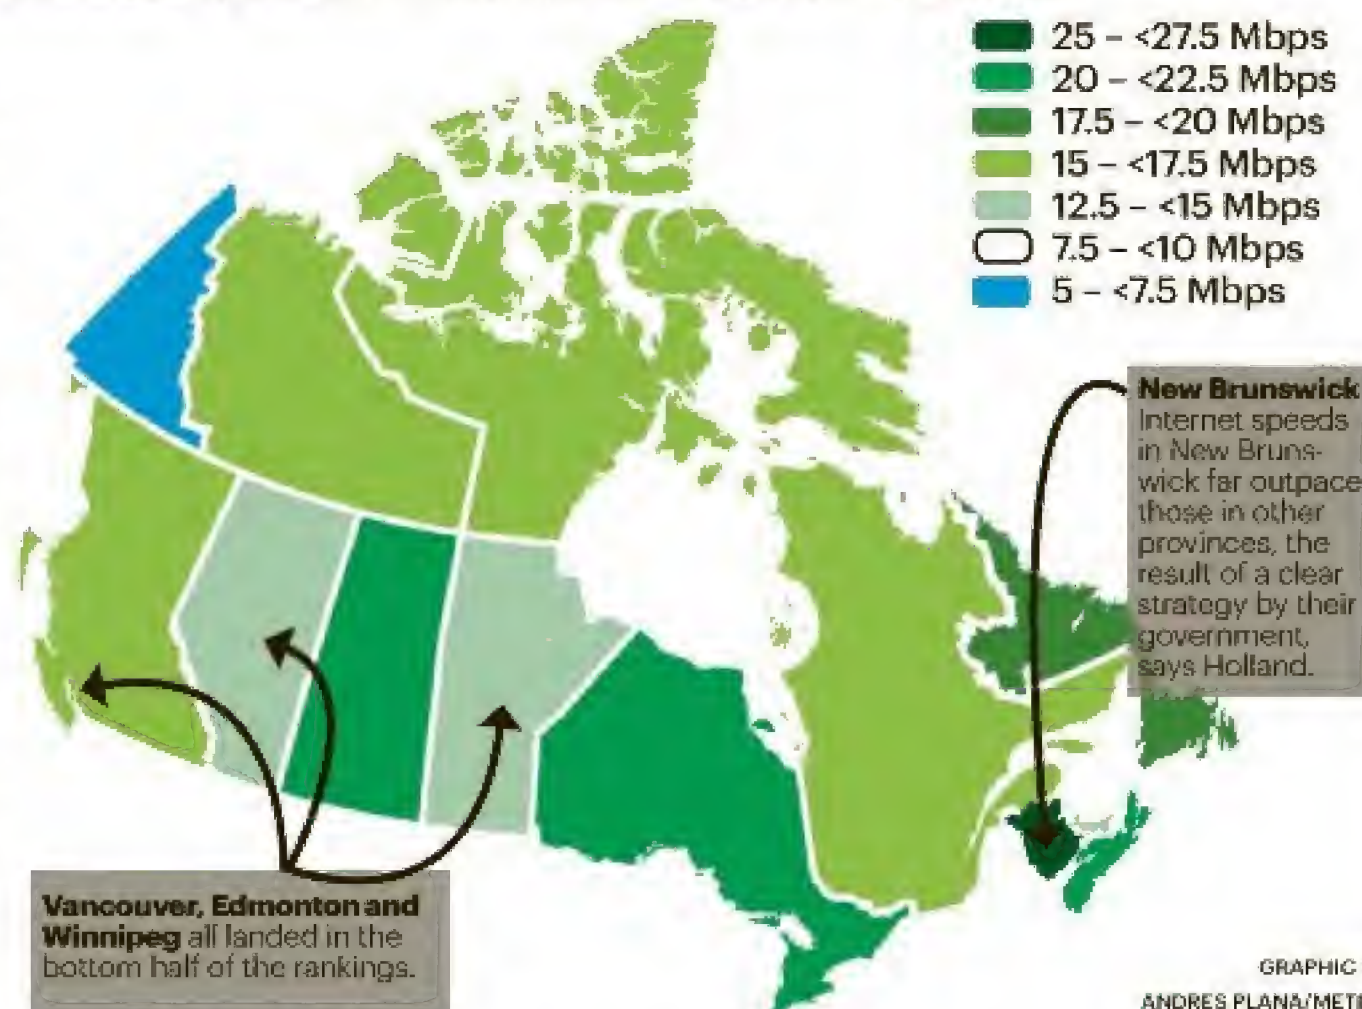 25 – <27.5 Mbps
20 – <22.5 Mbps
17.5 – <20 Mbps
15 – <17.5 Mbps
12.5 – <15 Mbps
7.5 – <10 Mbps
5 – <7.5 Mbps
New Brunswick
Internet speeds
in New Bruns-
wick far outpace
those in other
provinces, the
result of a clear
strategy by their
government,
says Holland.
Vancouver, Edmonton and
Winnipeg all landed in the
bottom half of the rankings.
GRAPHIC
ANDRES PLANA/